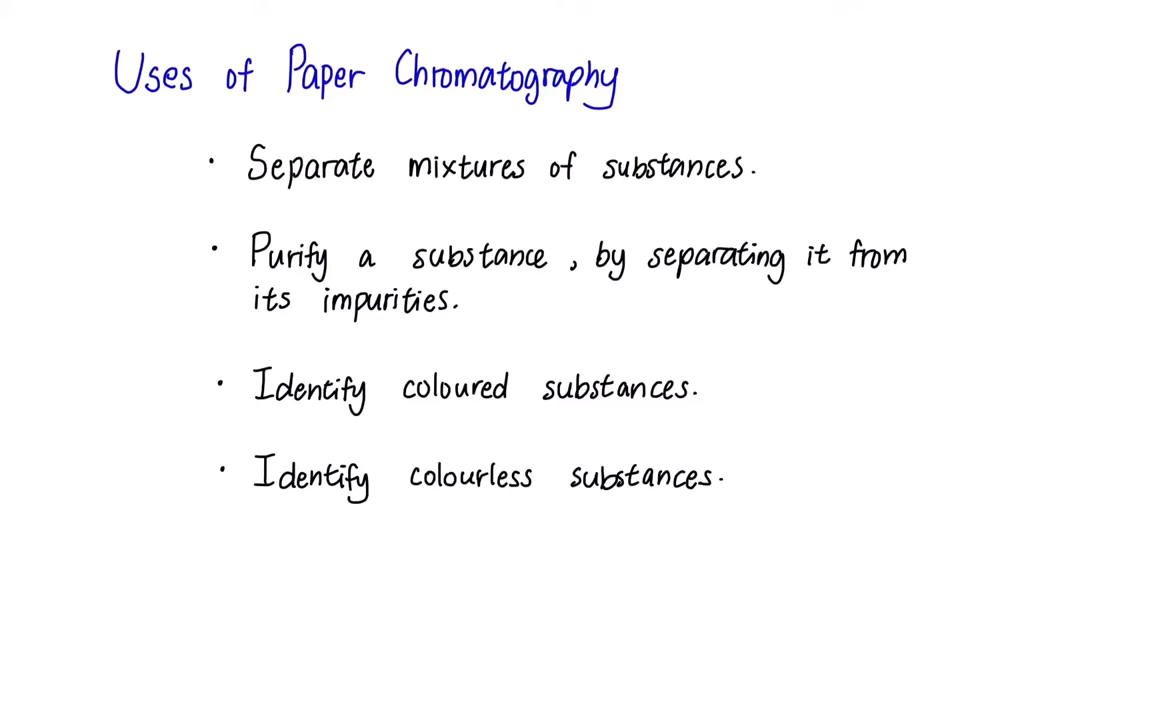 Uses of Paper Chromatography
· Separate mixtures of substances.
· Purify a substance, by separating it from
its impurities.
· Identify coloured substances.
· Identify colourless substances.